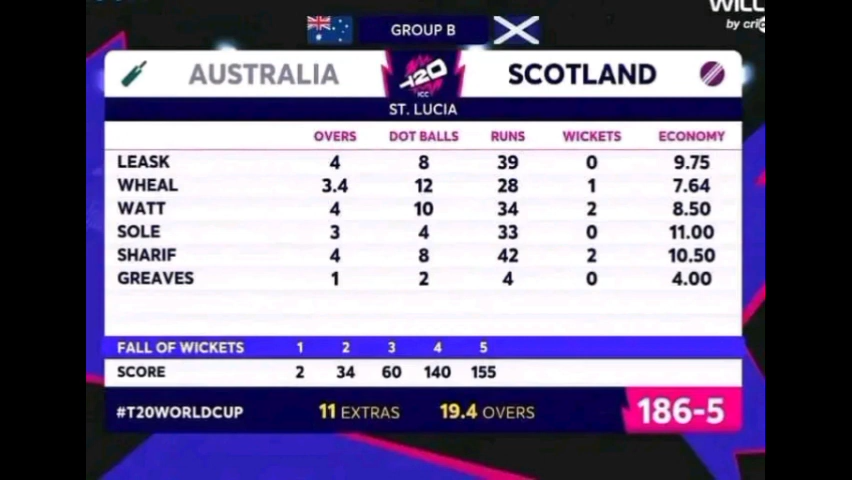 WILL
by cric
GROUP B
AUSTRALIA T20 SCOTLAND
ICC
ST. LUCIA
OVERS DOT BALLS RUNS WICKETS ECONOMY
LEASK 4 8 39 0 9.75
WHEAL 3.4 12 28 1 7.64
WATT 4 10 34 2 8.50
SOLE 3 4 33 0 11.00
SHARIF 4 8 42 2 10.50
GREAVES 1 2 4 0 4.00
FALL OF WICKETS 1 2 3 4 5
SCORE 2 34 60 140 155
#T20WORLDCUP 11 EXTRAS 19.4 OVERS 186-5